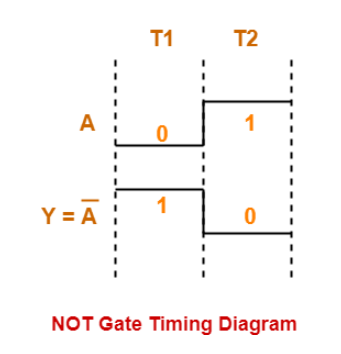 T1 T2
A 0 1
Y = A̅ 1 0
NOT Gate Timing Diagram